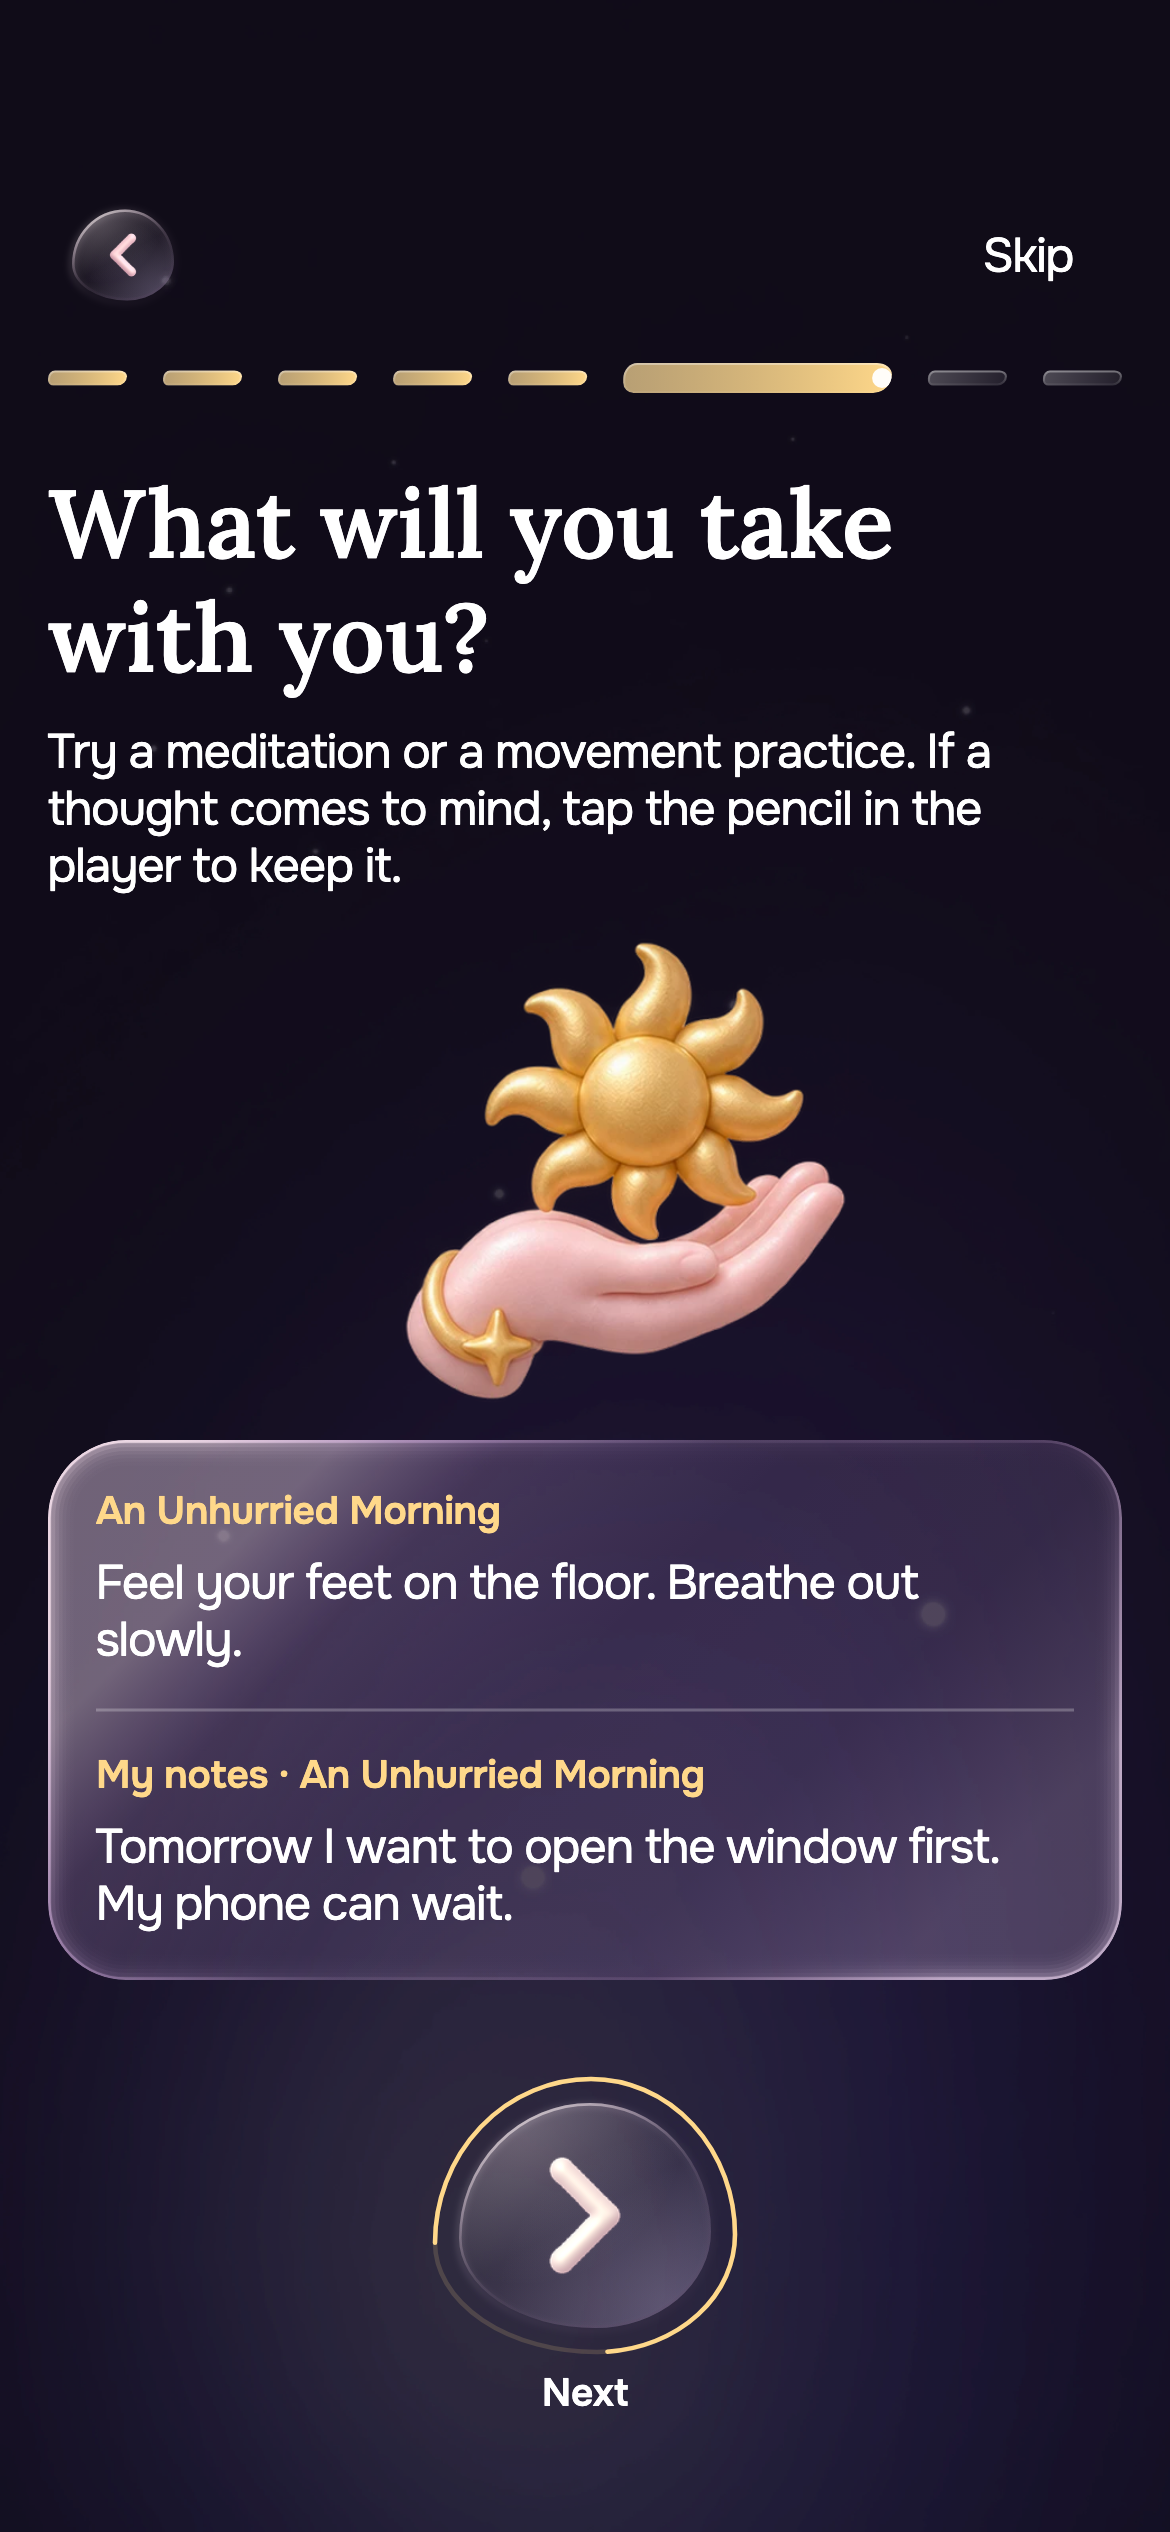 Skip
What will you take
with you?
Try a meditation or a movement practice. If a
thought comes to mind, tap the pencil in the
player to keep it.
An Unhurried Morning
Feel your feet on the floor. Breathe out
slowly.
My notes · An Unhurried Morning
Tomorrow I want to open the window first.
My phone can wait.
Next